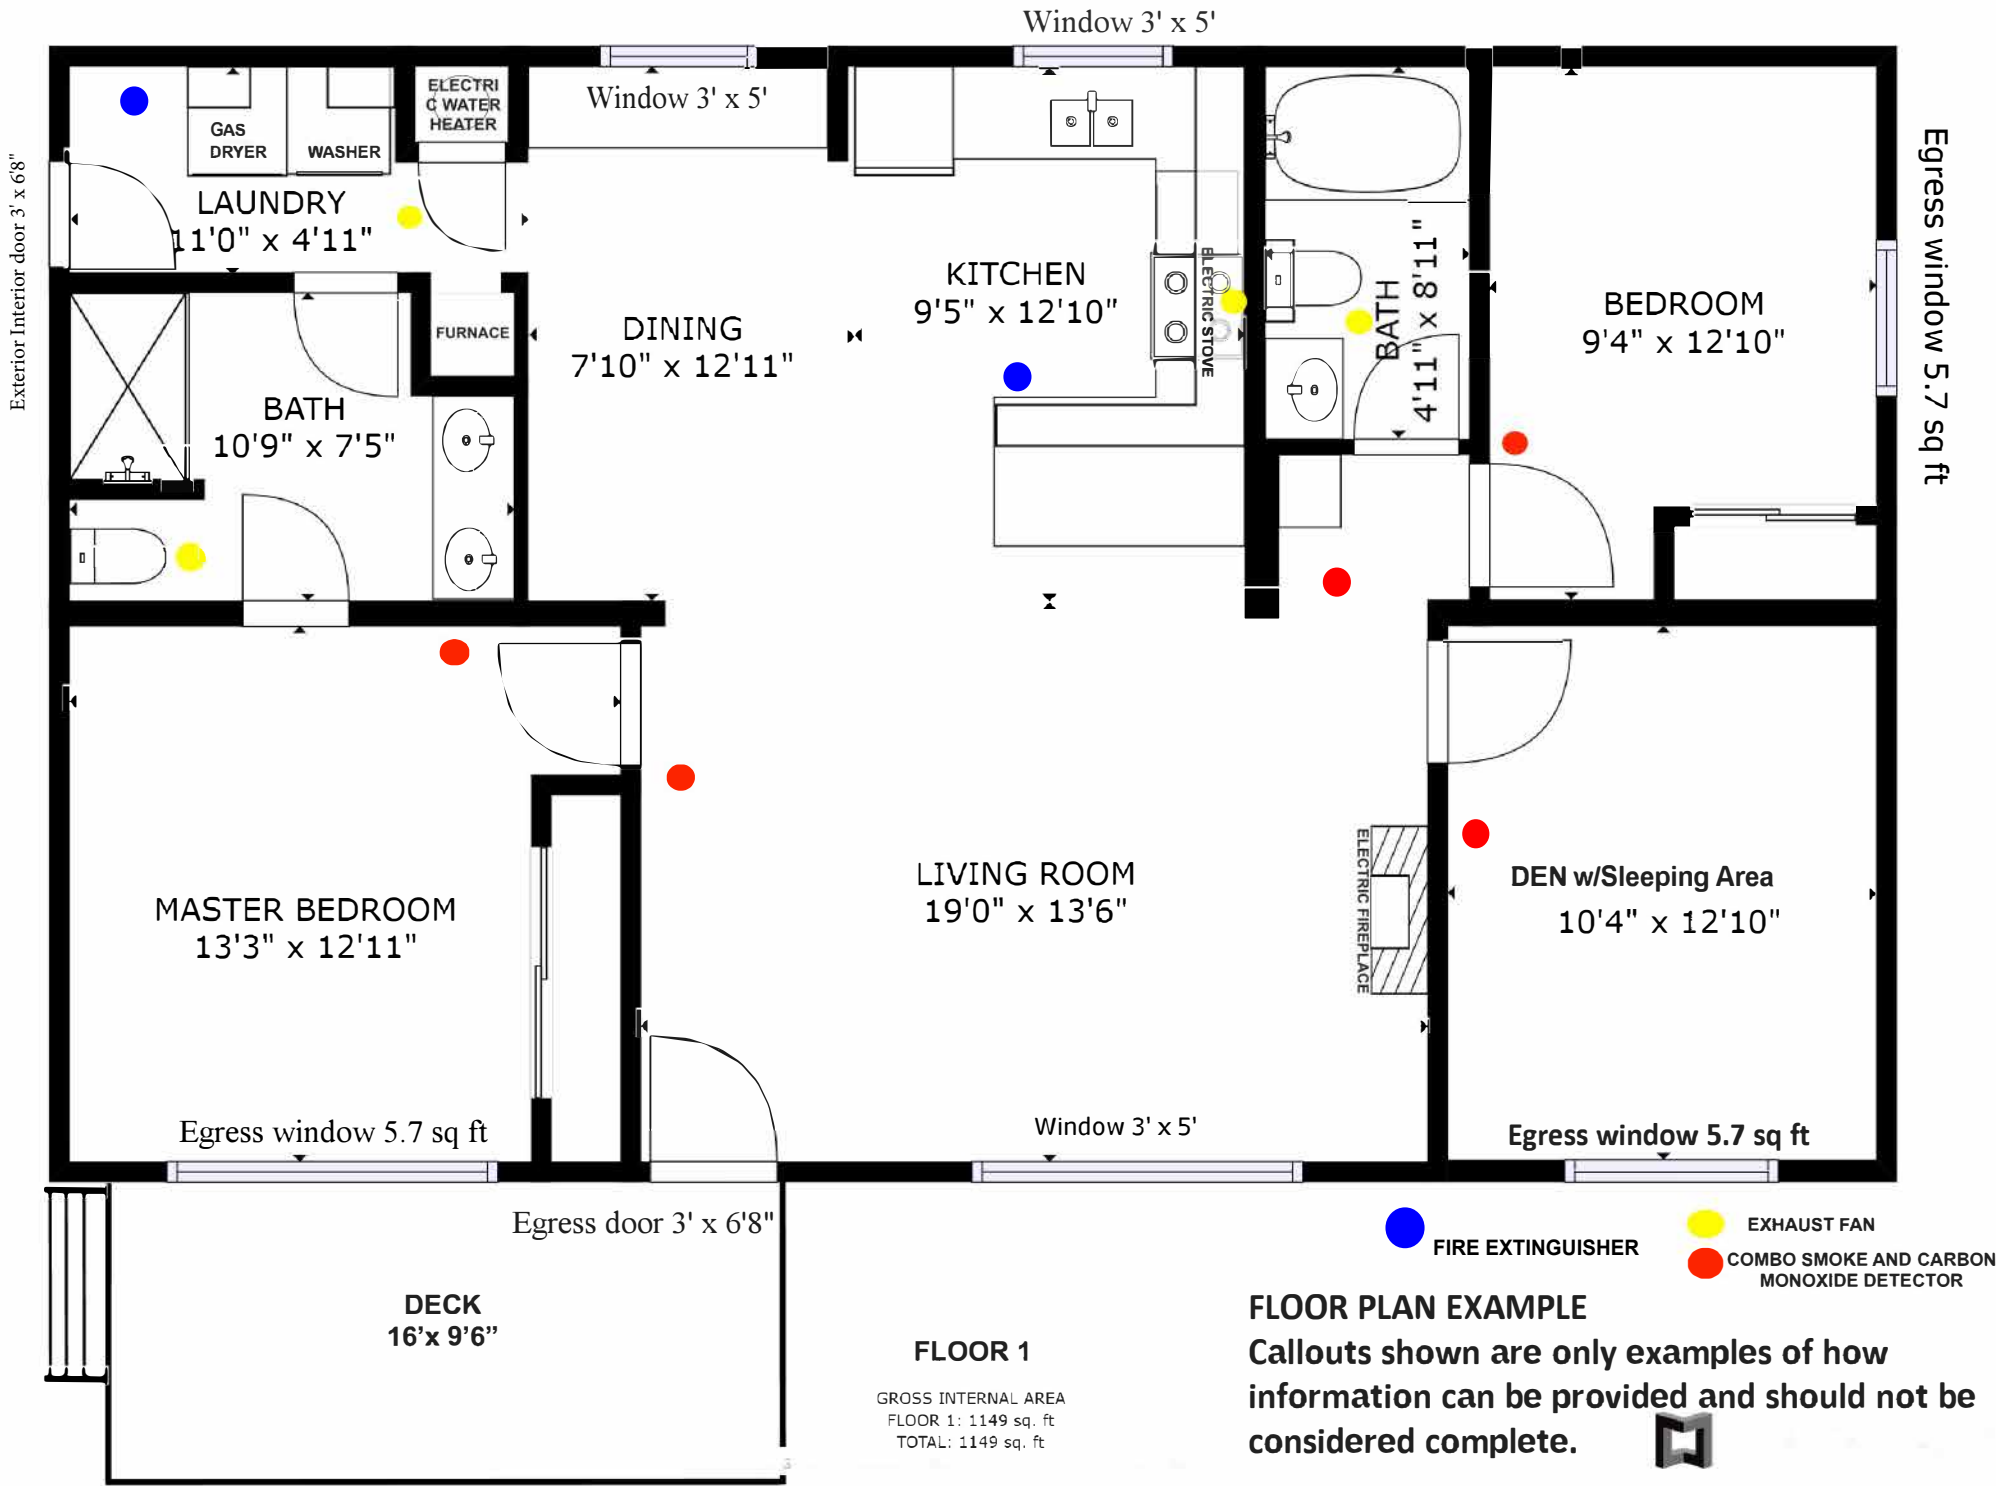 Window 3' x 5'
Window 3' x 5'
ELECTRI
C WATER
HEATER
GAS
DRYER
WASHER
LAUNDRY
11'0" x 4'11"
Exterior Interior door 3' x 6'8"
Egress window 5.7 sq ft
KITCHEN
9'5" x 12'10"
ELECTRIC STOVE
BATH
4'11" x 8'11"
BEDROOM
9'4" x 12'10"
DINING
7'10" x 12'11"
FURNACE
BATH
10'9" x 7'5"
MASTER BEDROOM
13'3" x 12'11"
LIVING ROOM
19'0" x 13'6"
ELECTRIC FIREPLACE
DEN w/Sleeping Area
10'4" x 12'10"
Egress window 5.7 sq ft
Window 3' x 5'
Egress window 5.7 sq ft
Egress door 3' x 6'8"
DECK
16’x 9’6”
FIRE EXTINGUISHER
EXHAUST FAN
COMBO SMOKE AND CARBON
MONOXIDE DETECTOR
FLOOR 1
GROSS INTERNAL AREA
FLOOR 1: 1149 sq. ft
TOTAL: 1149 sq. ft
FLOOR PLAN EXAMPLE
Callouts shown are only examples of how
information can be provided and should not be
considered complete.